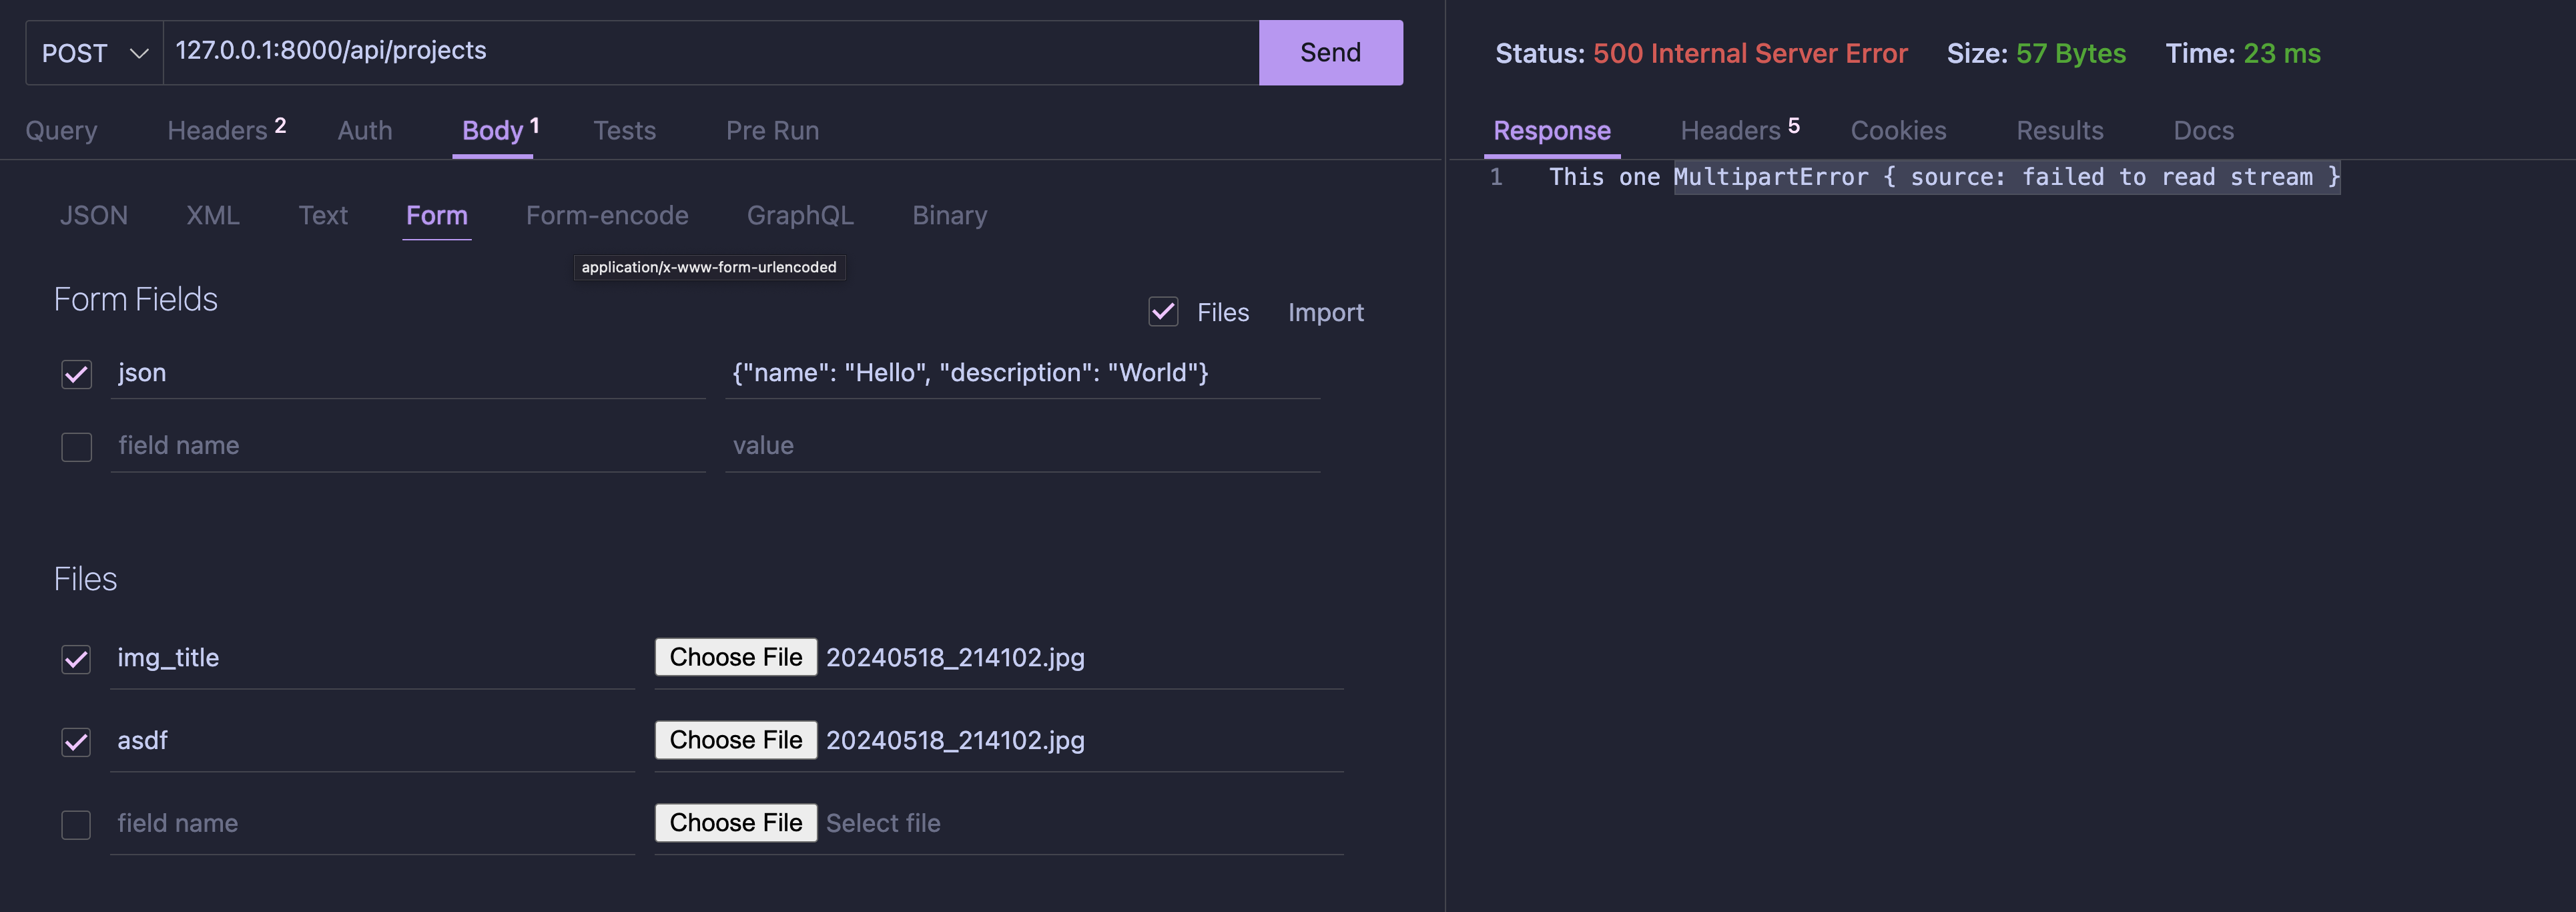 POST 127.0.0.1:8000/api/projects Send
Query Headers 2 Auth Body 1 Tests Pre Run
JSON XML Text Form Form-encode GraphQL Binary
application/x-www-form-urlencoded
Form Fields
Files Import
json {"name": "Hello", "description": "World"}
field name value
Files
img_title Choose File 20240518_214102.jpg
asdf Choose File 20240518_214102.jpg
field name Choose File Select file
Status: 500 Internal Server Error Size: 57 Bytes Time: 23 ms
Response Headers 5 Cookies Results Docs
1 This one MultipartError { source: failed to read stream }